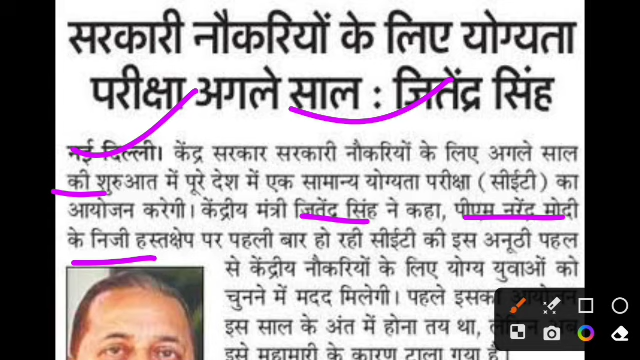 सरकारी नौकरियों के लिए योग्यता
परीक्षा अगले साल : जितेंद्र सिंह
नई दिल्ली। केंद्र सरकार सरकारी नौकरियों के लिए अगले साल
की शुरुआत में पूरे देश में एक सामान्य योग्यता परीक्षा (सीईटी) का
आयोजन करेगी। केंद्रीय मंत्री जितेंद्र सिंह ने कहा, पीएम नरेंद्र मोदी
के निजी हस्तक्षेप पर पहली बार हो रही सीईटी की इस अनूठी पहल
से केंद्रीय नौकरियों के लिए योग्य युवाओं को
चुनने में मदद मिलेगी। पहले इसका
इस साल के अंत में होना तय था,
इसे महामारी के कारण टाला गया है